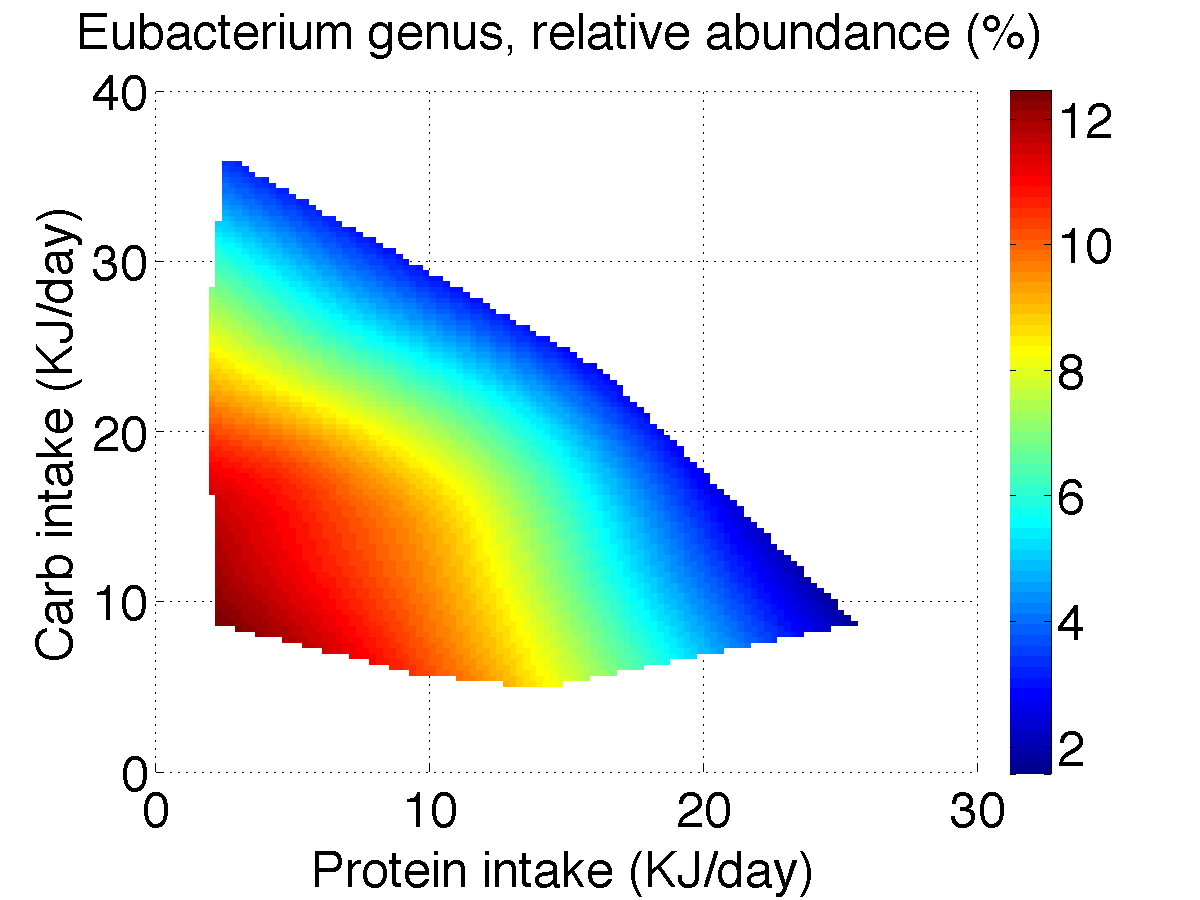 Eubacterium genus, relative abundance (%)
40
30
20
10
0
Carb intake (KJ/day)
0 10 20 30
Protein intake (KJ/day)
12
10
8
6
4
2